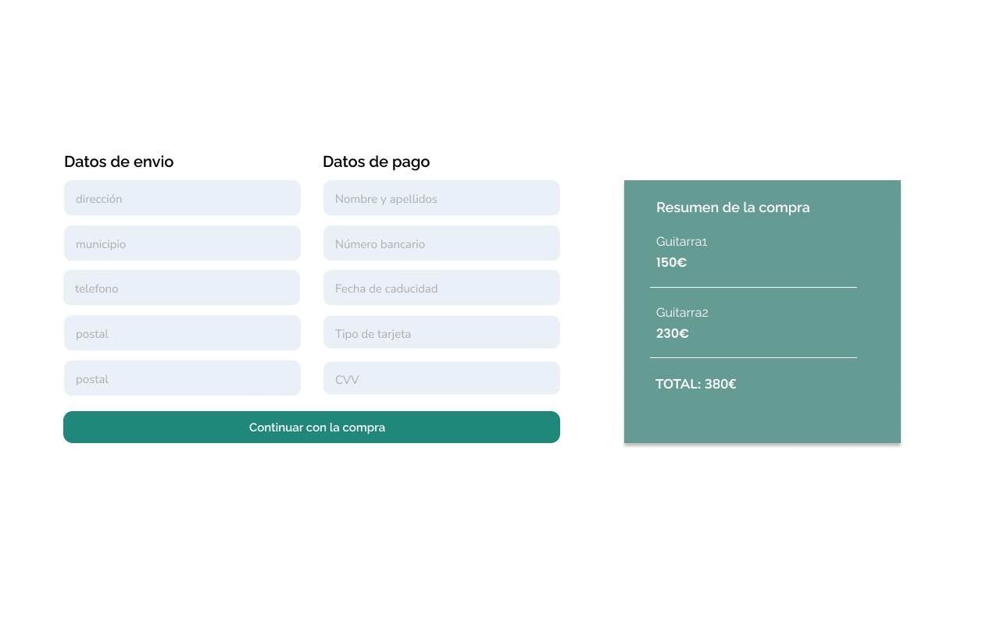 Datos de envio
dirección
municipio
telefono
postal
postal
Datos de pago
Nombre y apellidos
Número bancario
Fecha de caducidad
Tipo de tarjeta
CVV
Continuar con la compra
Resumen de la compra
Guitarra1
150€
Guitarra2
230€
TOTAL: 380€